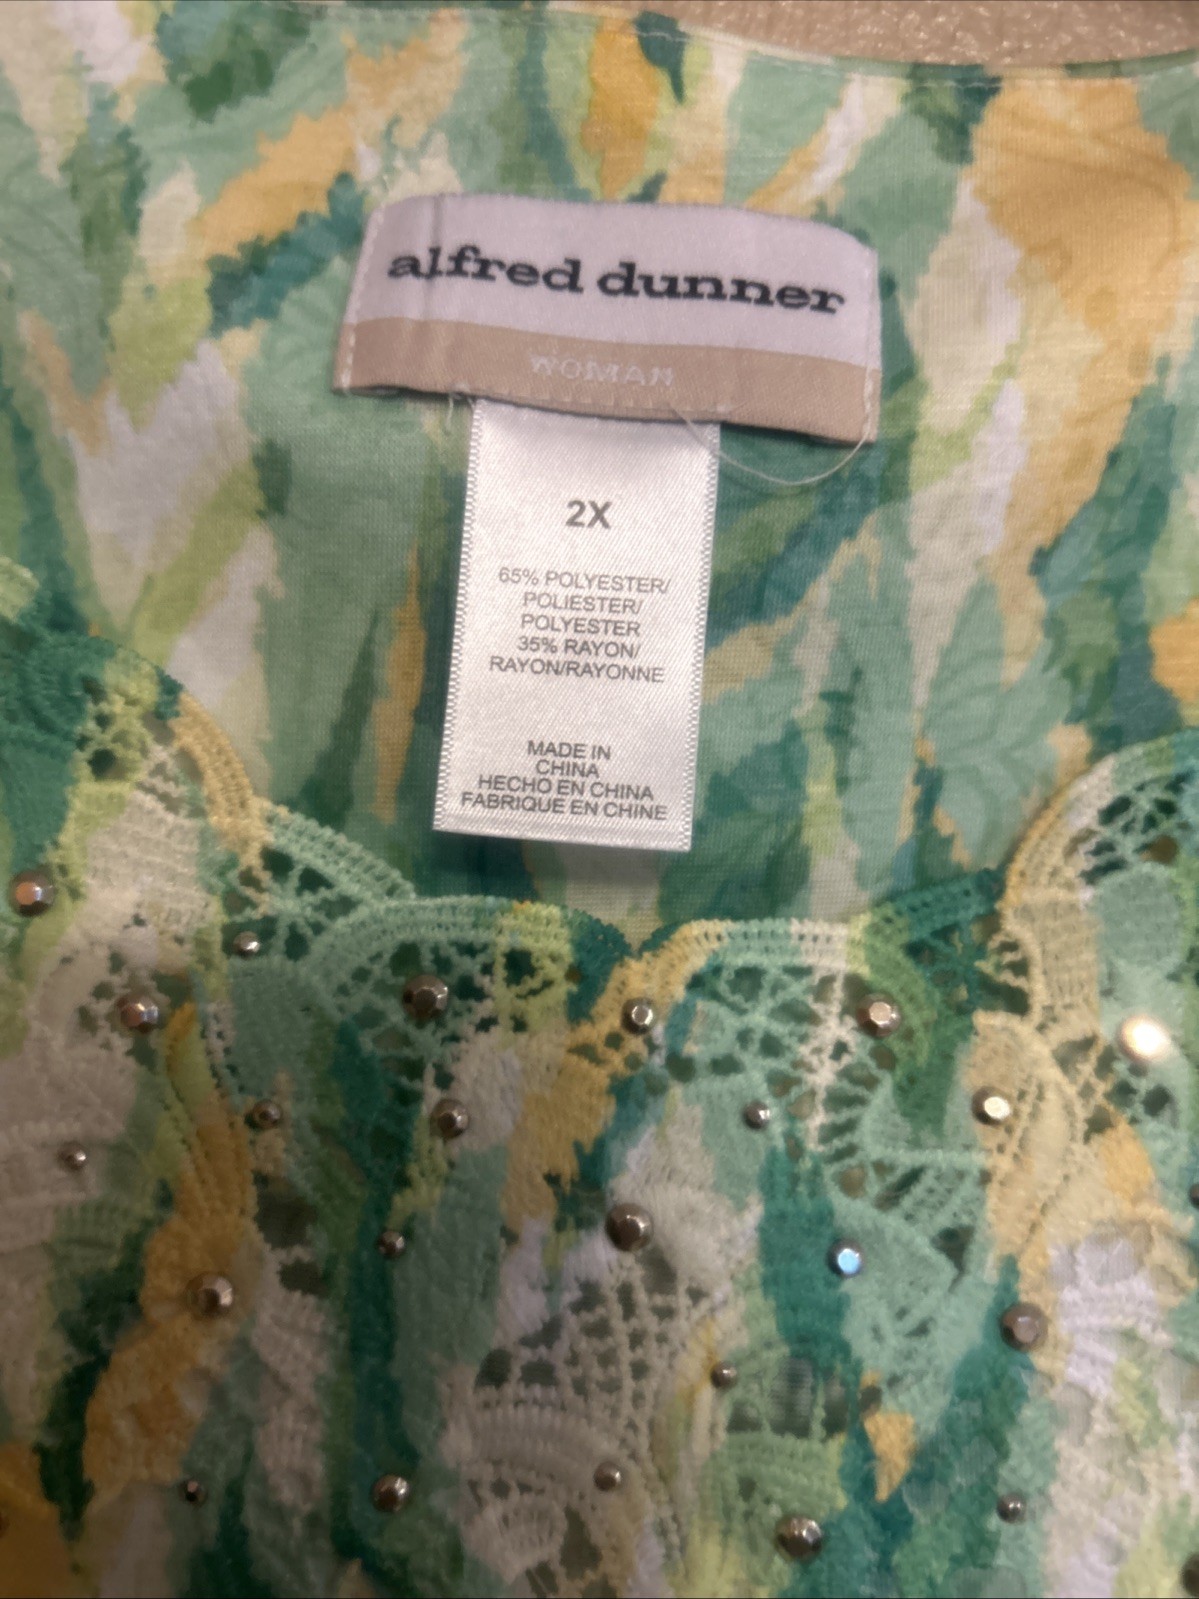 alfred dunner
WOMAN
2X
65% POLYESTER/
POLIESTER/
POLYESTER
35% RAYON/
RAYON/RAYONNE
MADE IN
CHINA
HECHO EN CHINA
FABRIQUE EN CHINE